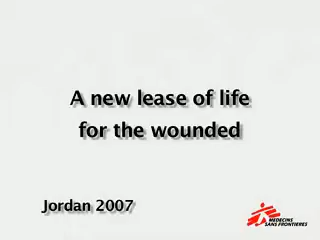 A new lease of life
for the wounded
Jordan 2007
MEDECINS
SANS FRONTIERES